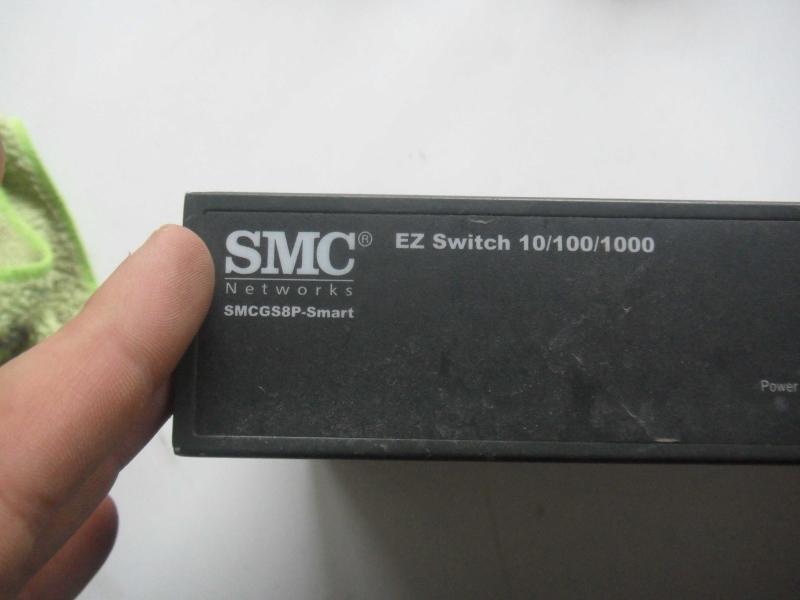 SMC® EZ Switch 10/100/1000
Networks
SMCGS8P-Smart
Power